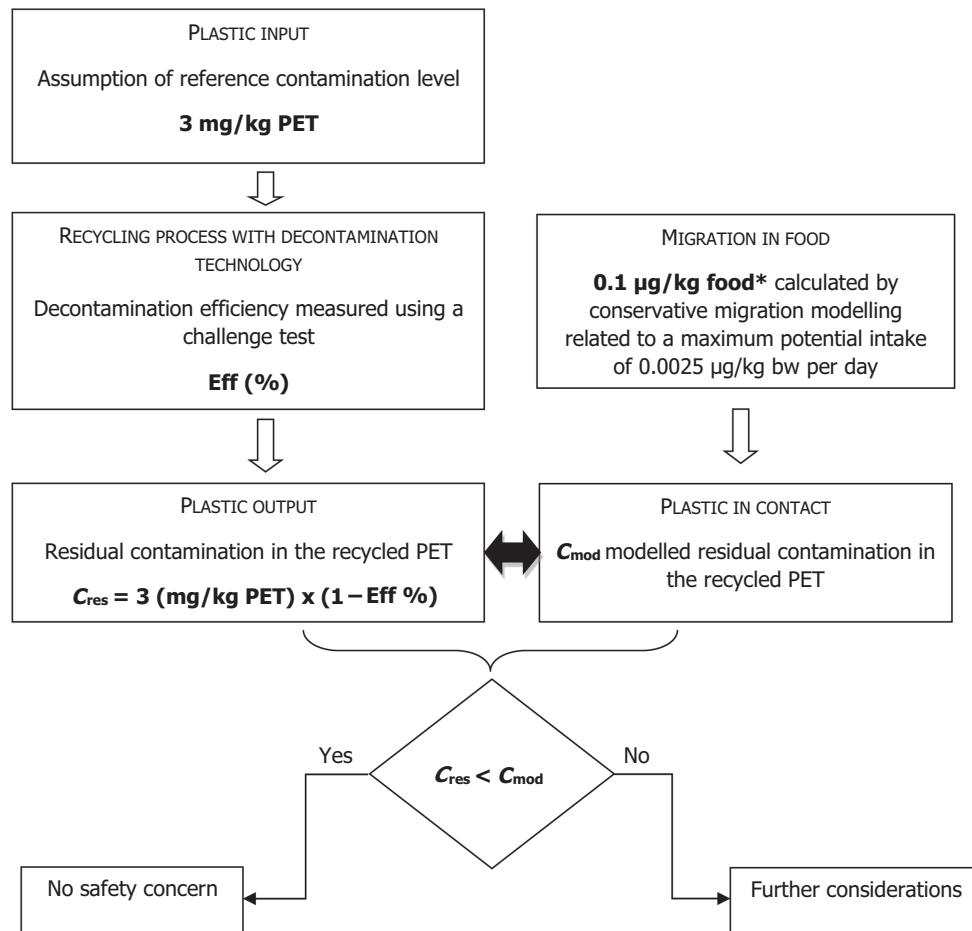 PLASTIC INPUT
Assumption of reference contamination level
3 mg/kg PET
RECYCLING PROCESS WITH DECONTAMINATION
TECHNOLOGY
Decontamination efficiency measured using a
challenge test
Eff (%)
MIGRATION IN FOOD
0.1 µg/kg food* calculated by
conservative migration modelling
related to a maximum potential intake
of 0.0025 µg/kg bw per day
PLASTIC OUTPUT
Residual contamination in the recycled PET
Cres = 3 (mg/kg PET) x (1−Eff %)
PLASTIC IN CONTACT
Cmod modelled residual contamination in
the recycled PET
Yes
No
Cres < Cmod
No safety concern
Further considerations